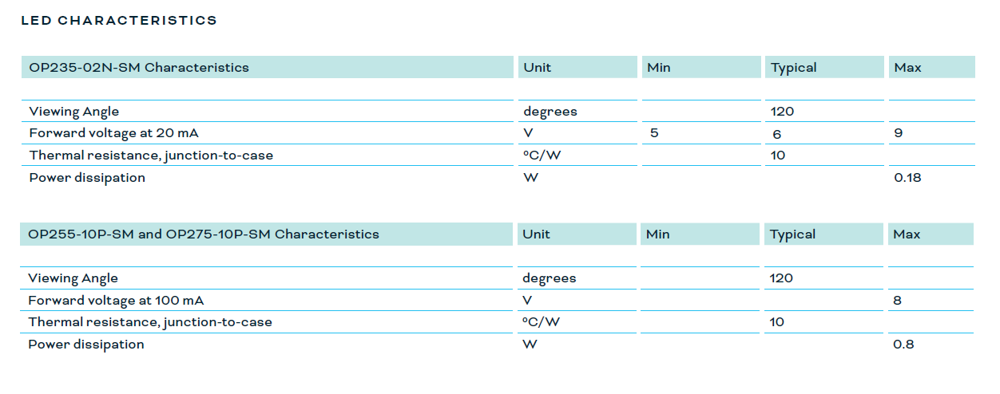 LED CHARACTERISTICS
OP235-02N-SM Characteristics Unit Min Typical Max
Viewing Angle degrees 120
Forward voltage at 20 mA V 5 6 9
Thermal resistance, junction-to-case ºC/W 10
Power dissipation W 0.18
OP255-10P-SM and OP275-10P-SM Characteristics Unit Min Typical Max
Viewing Angle degrees 120
Forward voltage at 100 mA V 8
Thermal resistance, junction-to-case ºC/W 10
Power dissipation W 0.8